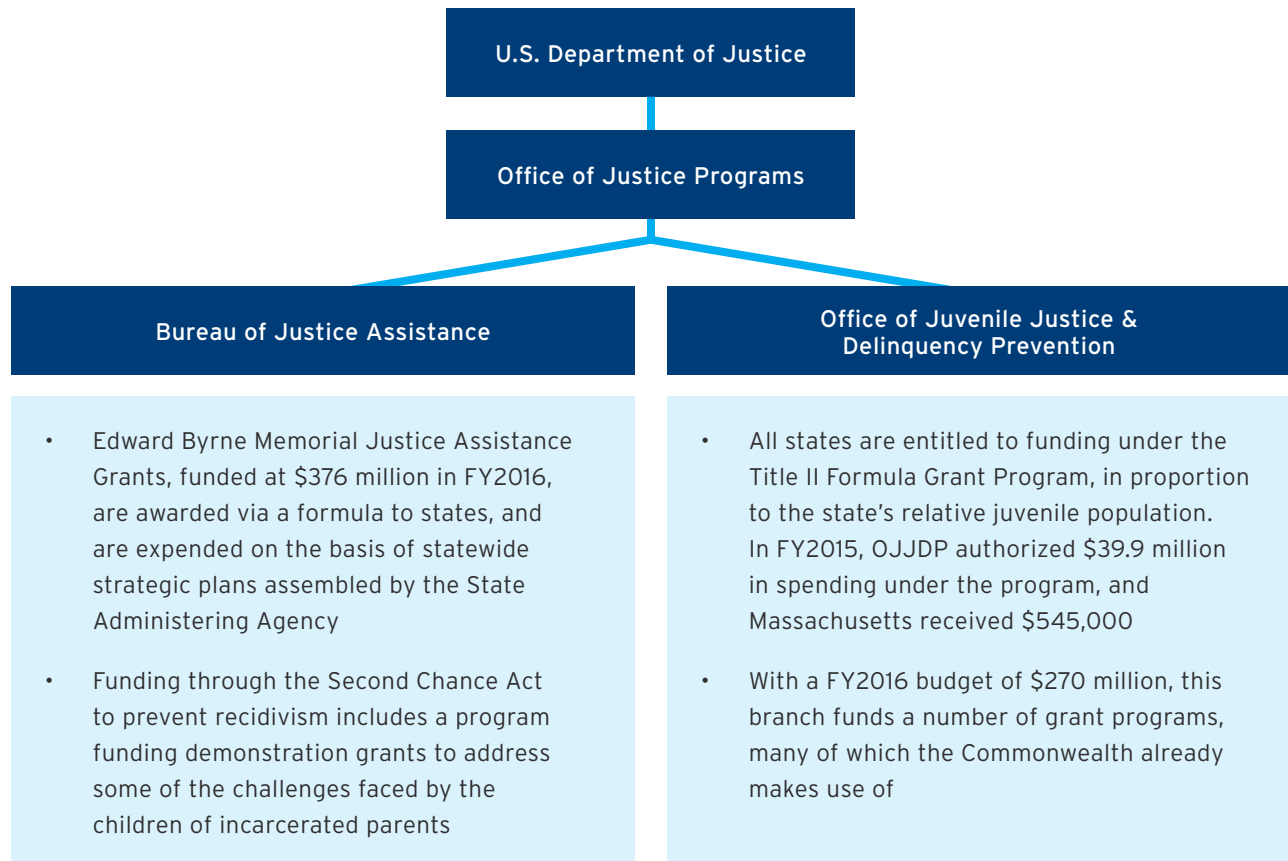 U.S. Department of Justice
Office of Justice Programs
Bureau of Justice Assistance
• Edward Byrne Memorial Justice Assistance
Grants, funded at $376 million in FY2016,
are awarded via a formula to states, and
are expended on the basis of statewide
strategic plans assembled by the State
Administering Agency
• Funding through the Second Chance Act
to prevent recidivism includes a program
funding demonstration grants to address
some of the challenges faced by the
children of incarcerated parents
Office of Juvenile Justice &
Delinquency Prevention
• All states are entitled to funding under the
Title II Formula Grant Program, in proportion
to the state’s relative juvenile population.
In FY2015, OJJDP authorized $39.9 million
in spending under the program, and
Massachusetts received $545,000
• With a FY2016 budget of $270 million, this
branch funds a number of grant programs,
many of which the Commonwealth already
makes use of